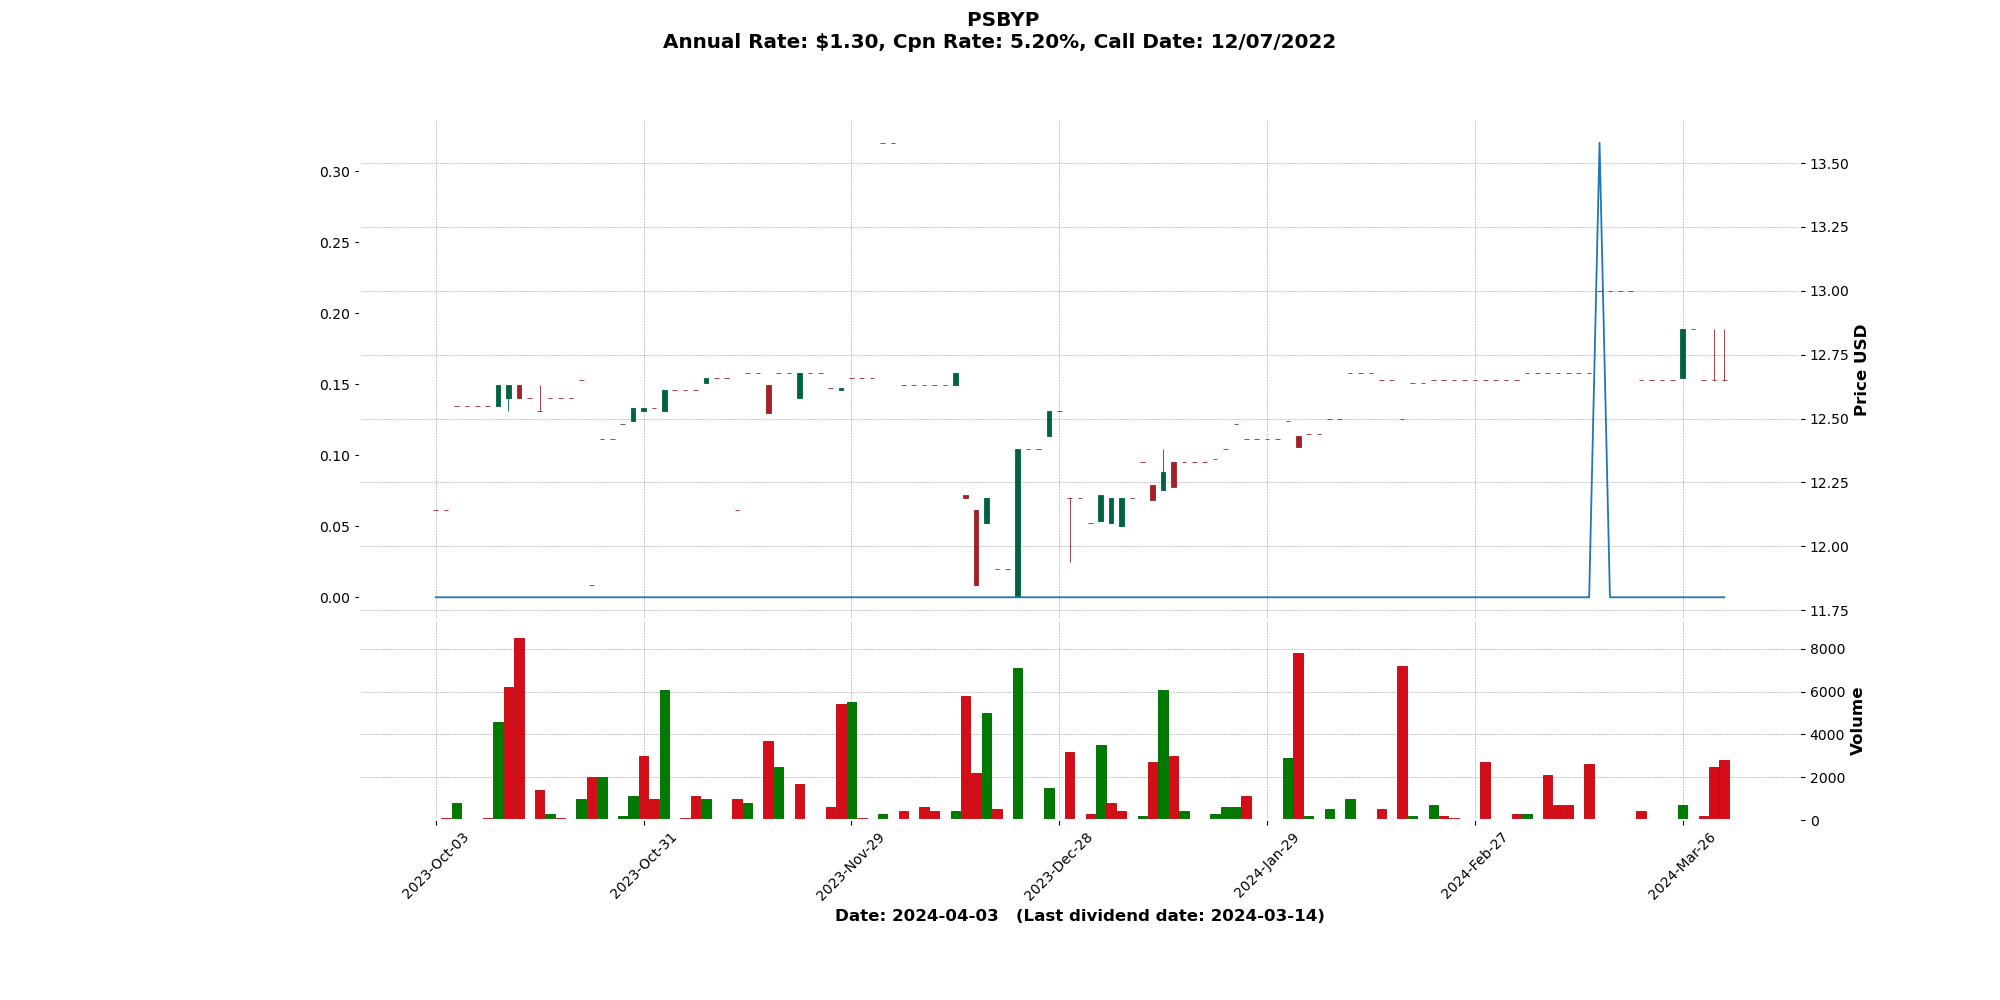 PSBYP
Annual Rate: $1.30, Cpn Rate: 5.20%, Call Date: 12/07/2022
0.30
0.25
0.20
0.15
0.10
0.05
0.00
13.50
13.25
13.00
12.75
12.50
12.25
12.00
11.75
Price USD
8000
6000
4000
2000
0
Volume
2023-Oct-03
2023-Oct-31
2023-Nov-29
2023-Dec-28
2024-Jan-29
2024-Feb-27
2024-Mar-26
Date: 2024-04-03 (Last dividend date: 2024-03-14)